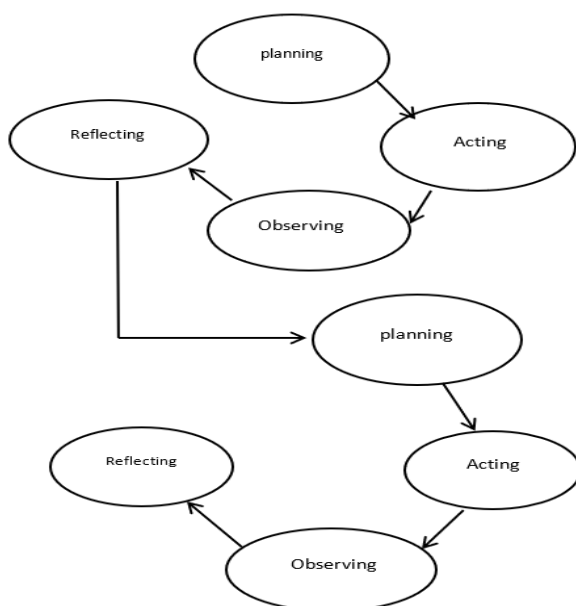 planning
Acting
Observing
Reflecting
planning
Acting
Observing
Reflecting